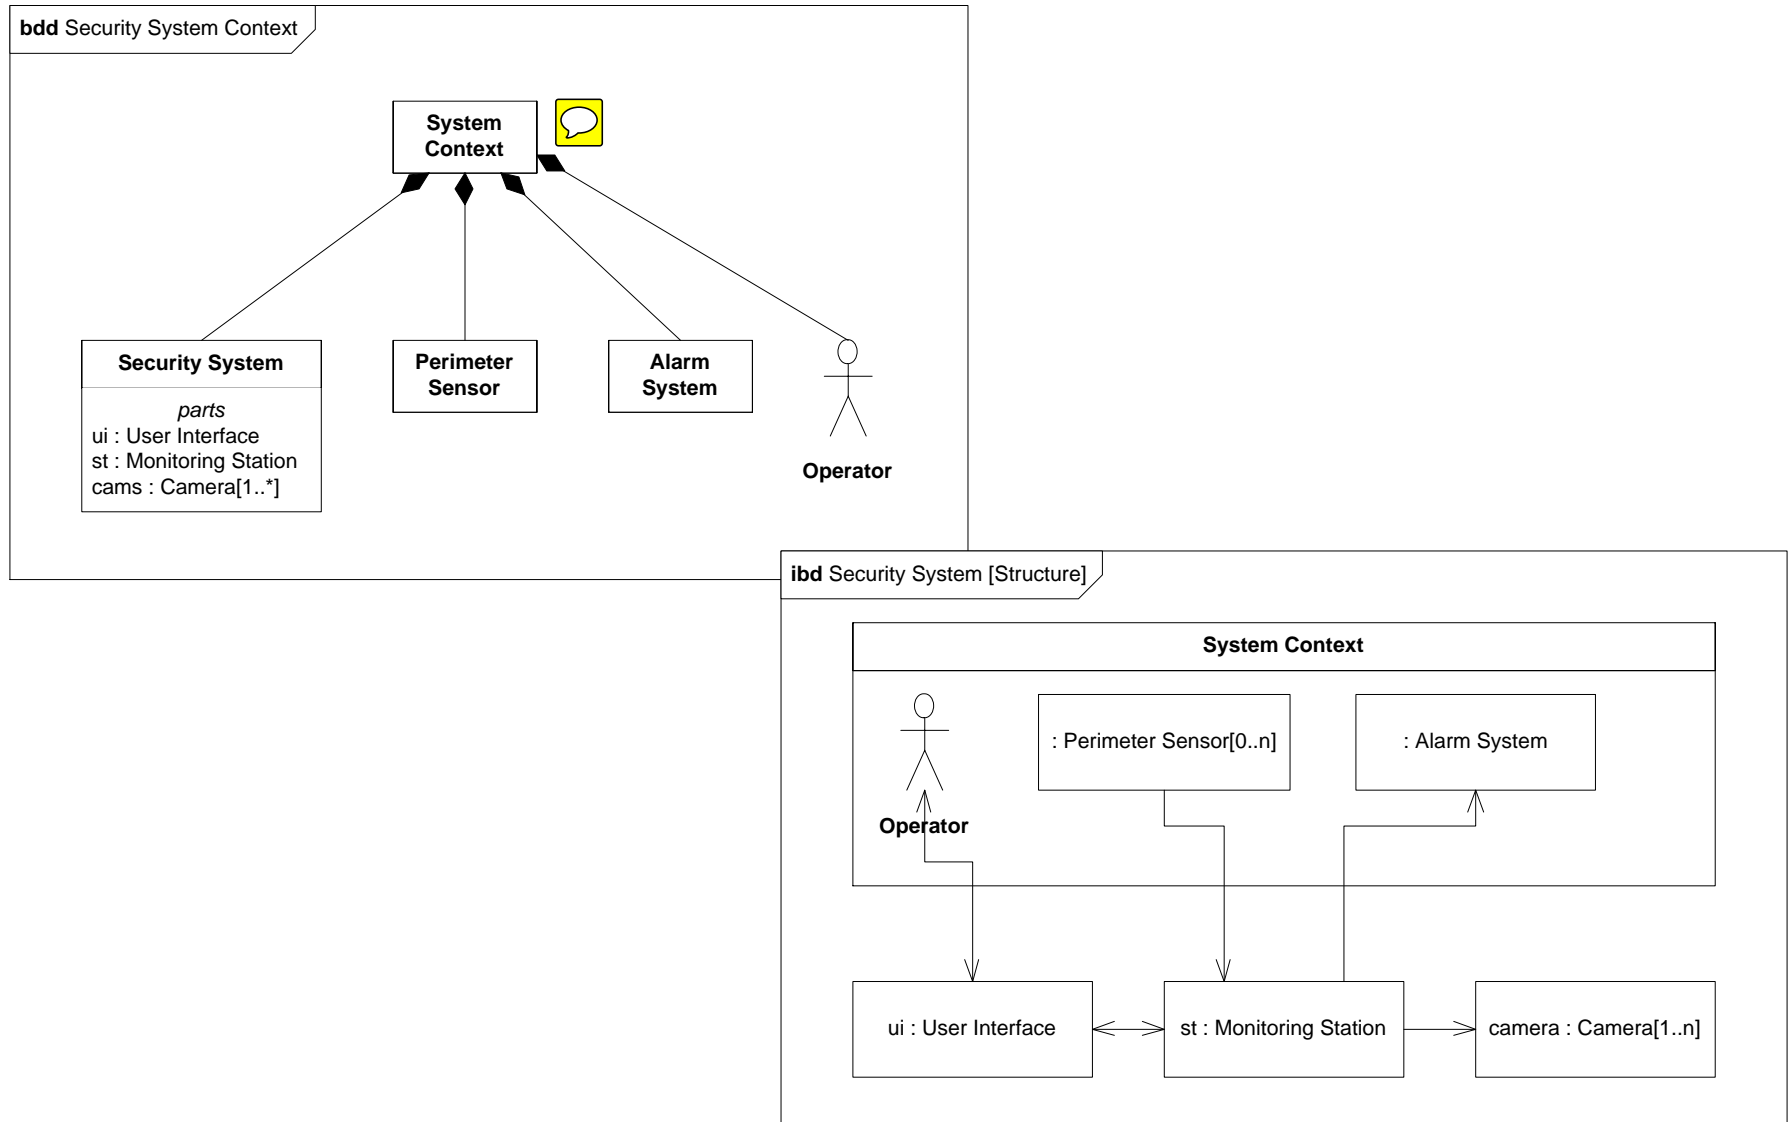 bdd Security System Context
System
Context
Security System
parts
ui : User Interface
st : Monitoring Station
cams : Camera[1..*]
Perimeter
Sensor
Alarm
System
Operator
ibd Security System [Structure]
System Context
Operator
: Perimeter Sensor[0..n]
: Alarm System
ui : User Interface
st : Monitoring Station
camera : Camera[1..n]